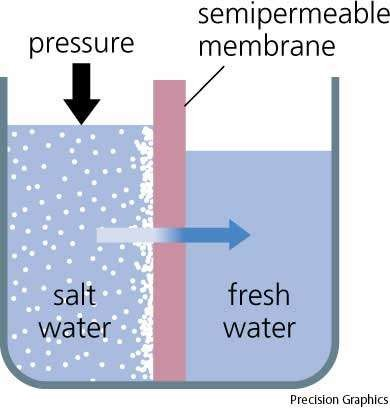 semipermeable
membrane
pressure
salt
water
fresh
water
Precision Graphics